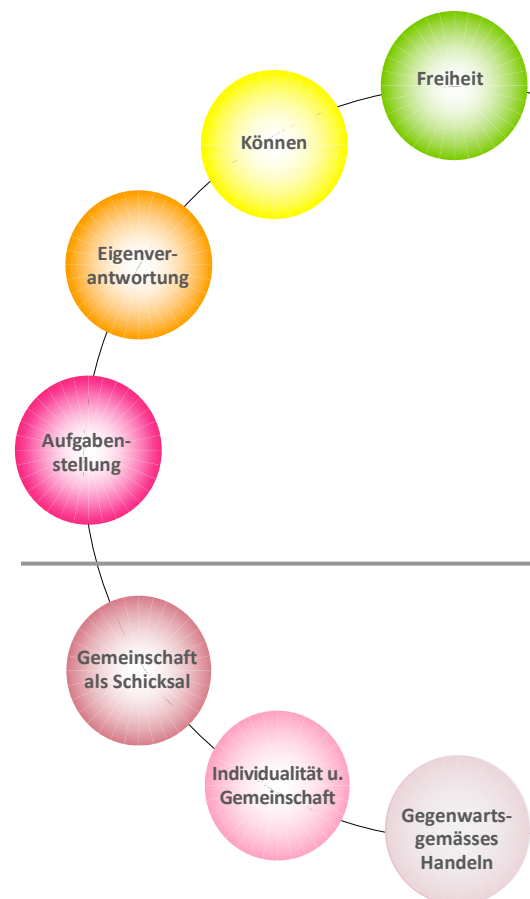 Freiheit
Können
Eigenver-
antwortung
Aufgaben-
stellung
Gemeinschaft
als Schicksal
Individualität u.
Gemeinschaft
Gegenwarts-
gemässes
Handeln